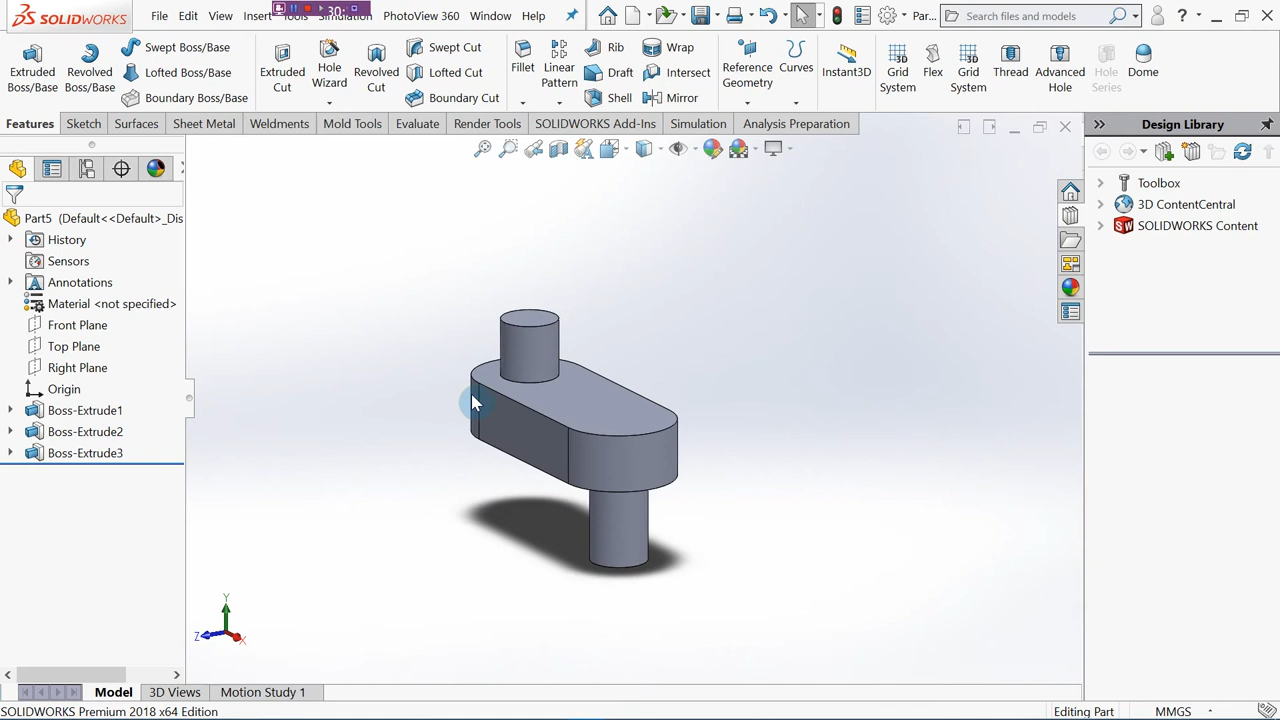 SOLIDWORKS
File Edit View Insert Tools Simulation PhotoView 360 Window Help
30:
Par...
Search files and models
Extruded Boss/Base
Revolved Boss/Base
Swept Boss/Base
Lofted Boss/Base
Boundary Boss/Base
Extruded Cut
Hole Wizard
Revolved Cut
Swept Cut
Lofted Cut
Boundary Cut
Fillet
Linear Pattern
Rib
Draft
Shell
Wrap
Intersect
Mirror
Reference Geometry
Curves
Instant3D
Grid System
Flex
Grid System
Thread
Advanced Hole
Hole Series
Dome
Features Sketch Surfaces Sheet Metal Weldments Mold Tools Evaluate Render Tools SOLIDWORKS Add-Ins Simulation Analysis Preparation
Design Library
Toolbox
3D ContentCentral
SOLIDWORKS Content
Part5 (Default<<Default>_Dis
History
Sensors
Annotations
Material <not specified>
Front Plane
Top Plane
Right Plane
Origin
Boss-Extrude1
Boss-Extrude2
Boss-Extrude3
Y
Z
X
Model 3D Views Motion Study 1
SOLIDWORKS Premium 2018 x64 Edition
Editing Part
MMGS